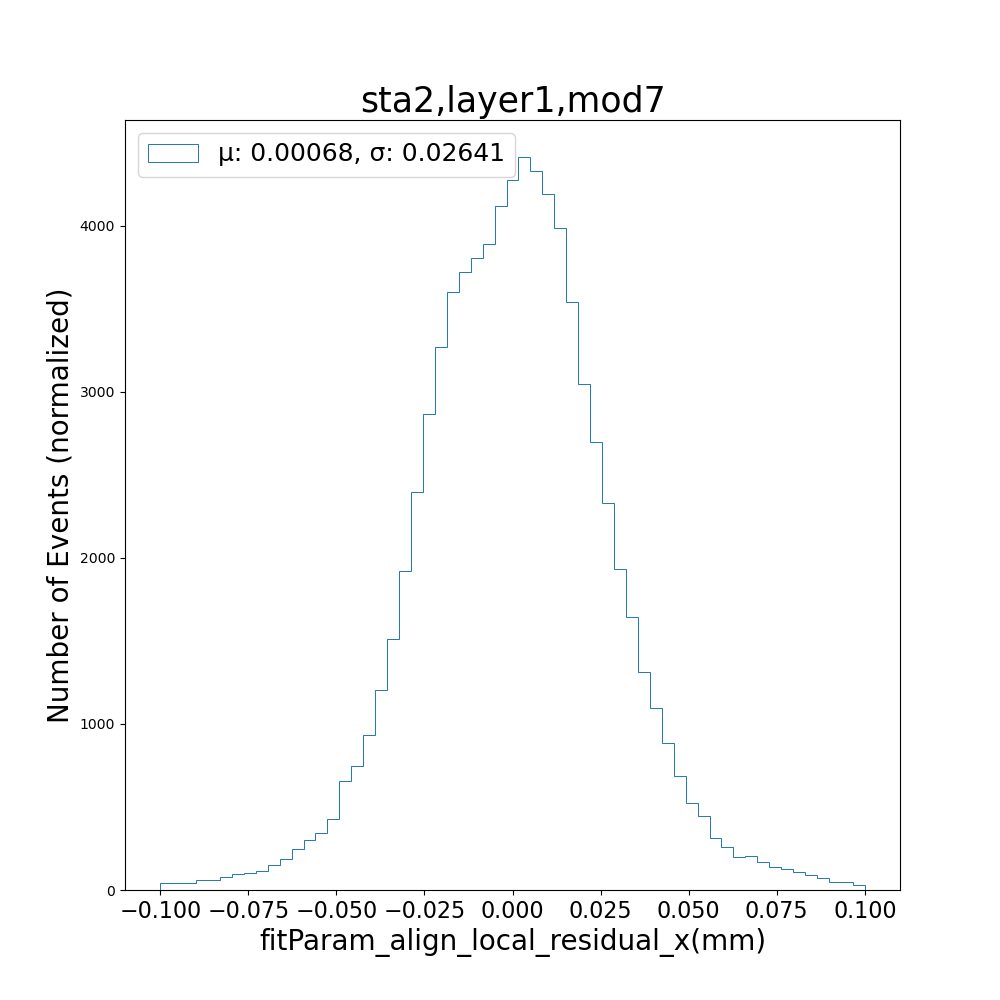 sta2,layer1,mod7
μ: 0.00068, σ: 0.02641
Number of Events (normalized)
4000
3000
2000
1000
0
−0.100 −0.075 −0.050 −0.025 0.000 0.025 0.050 0.075 0.100
fitParam_align_local_residual_x(mm)